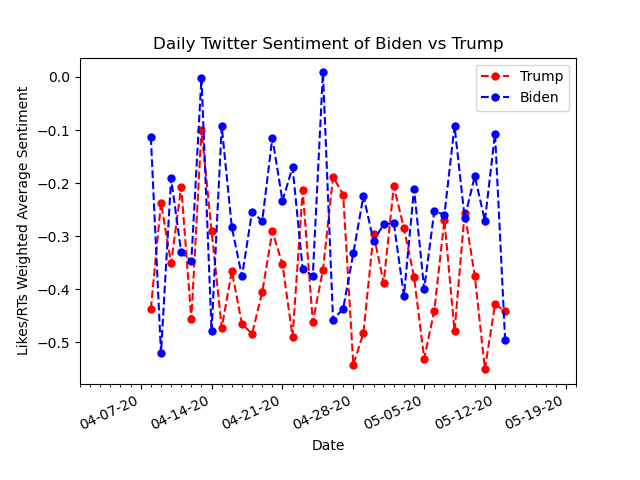 Daily Twitter Sentiment of Biden vs Trump
Trump
Biden
Likes/RTs Weighted Average Sentiment
0.0
−0.1
−0.2
−0.3
−0.4
−0.5
04-07-20
04-14-20
04-21-20
04-28-20
05-05-20
05-12-20
05-19-20
Date